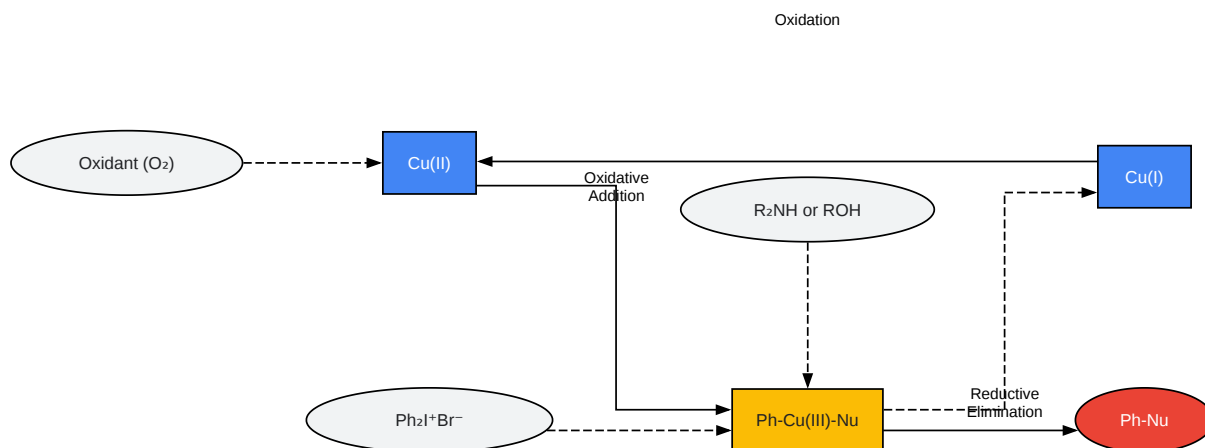 Oxidation
Oxidant (O₂)
Cu(II)
Cu(I)
Oxidative
Addition
R₂NH or ROH
Ph₂I⁺Br⁻
Ph-Cu(III)-Nu
Reductive
Elimination
Ph-Nu